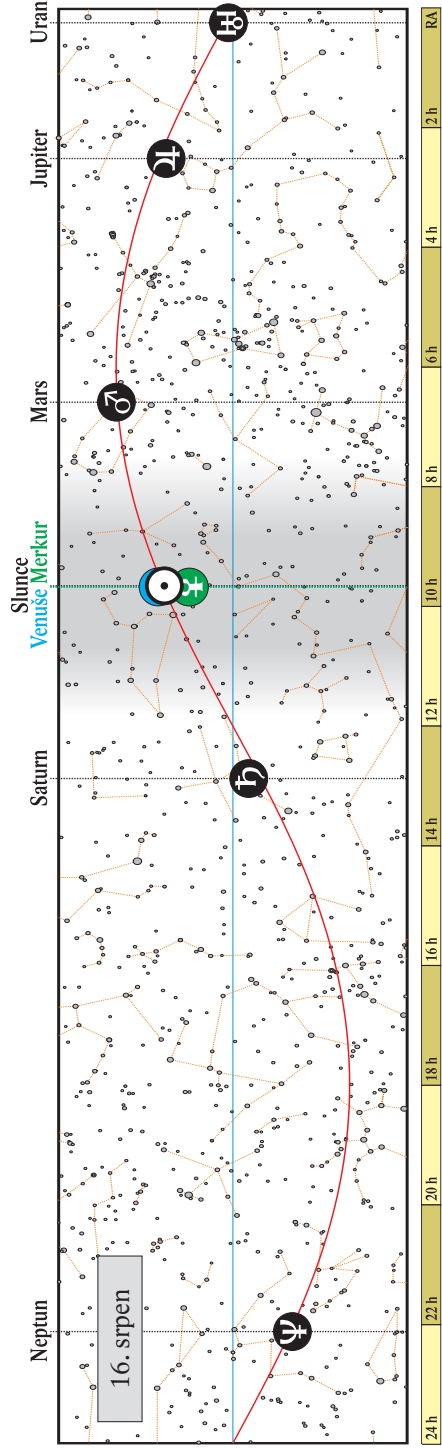 Slunce
Neptun Saturn Venuše Merkur Mars Jupiter Uran
16. srpen
24 h 22 h 20 h 18 h 16 h 14 h 12 h 10 h 8 h 6 h 4 h 2 h RA